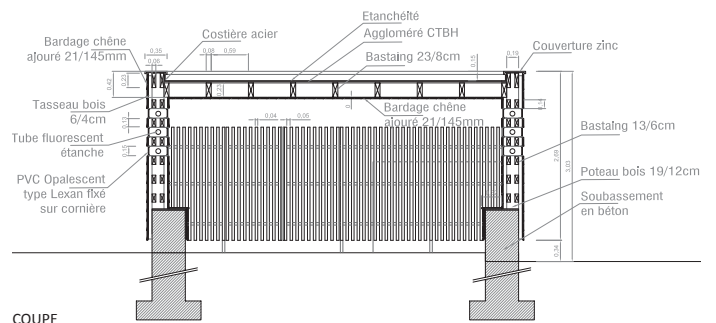 Etanchéité
Costière acier
Aggloméré CTBH
Bardage chêne
ajouré 21/145mm
0,35
0,08
0,59
Bastaing 23/8cm
0,15
0,19
Couverture zinc
0,08
0,23
0,42
0,23
Tasseau bois
6/4cm
Bardage chêne
ajouré 21/145mm
0,13
0,04
0,05
Bastaing 13/6cm
Tube fluorescent
étanche
0,15
2,69
3,03
PVC Opalescent
type Lexan fixé
sur cornière
Poteau bois 19/12cm
Soubassement
en béton
0,34
COUPE